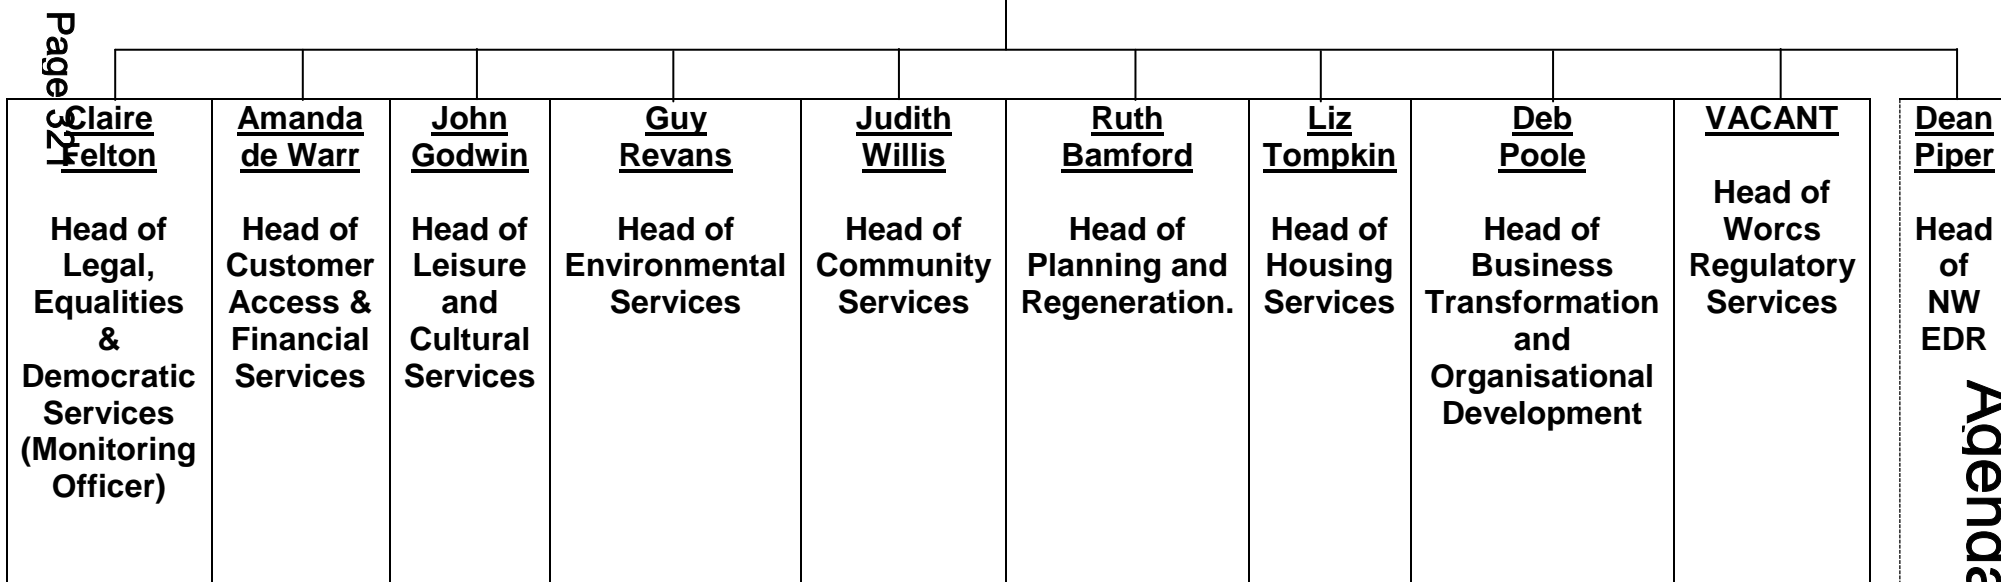 Page 321
Claire
Felton
Head of
Legal,
Equalities
&
Democratic
Services
(Monitoring
Officer)
Amanda
de Warr
Head of
Customer
Access &
Financial
Services
John
Godwin
Head of
Leisure
and
Cultural
Services
Guy
Revans
Head of
Environmental
Services
Judith
Willis
Head of
Community
Services
Ruth
Bamford
Head of
Planning and
Regeneration.
Liz
Tompkin
Head of
Housing
Services
Deb
Poole
Head of
Business
Transformation
and
Organisational
Development
VACANT
Head of
Worcs
Regulatory
Services
Dean
Piper
Head
of
NW
EDR
Agenda